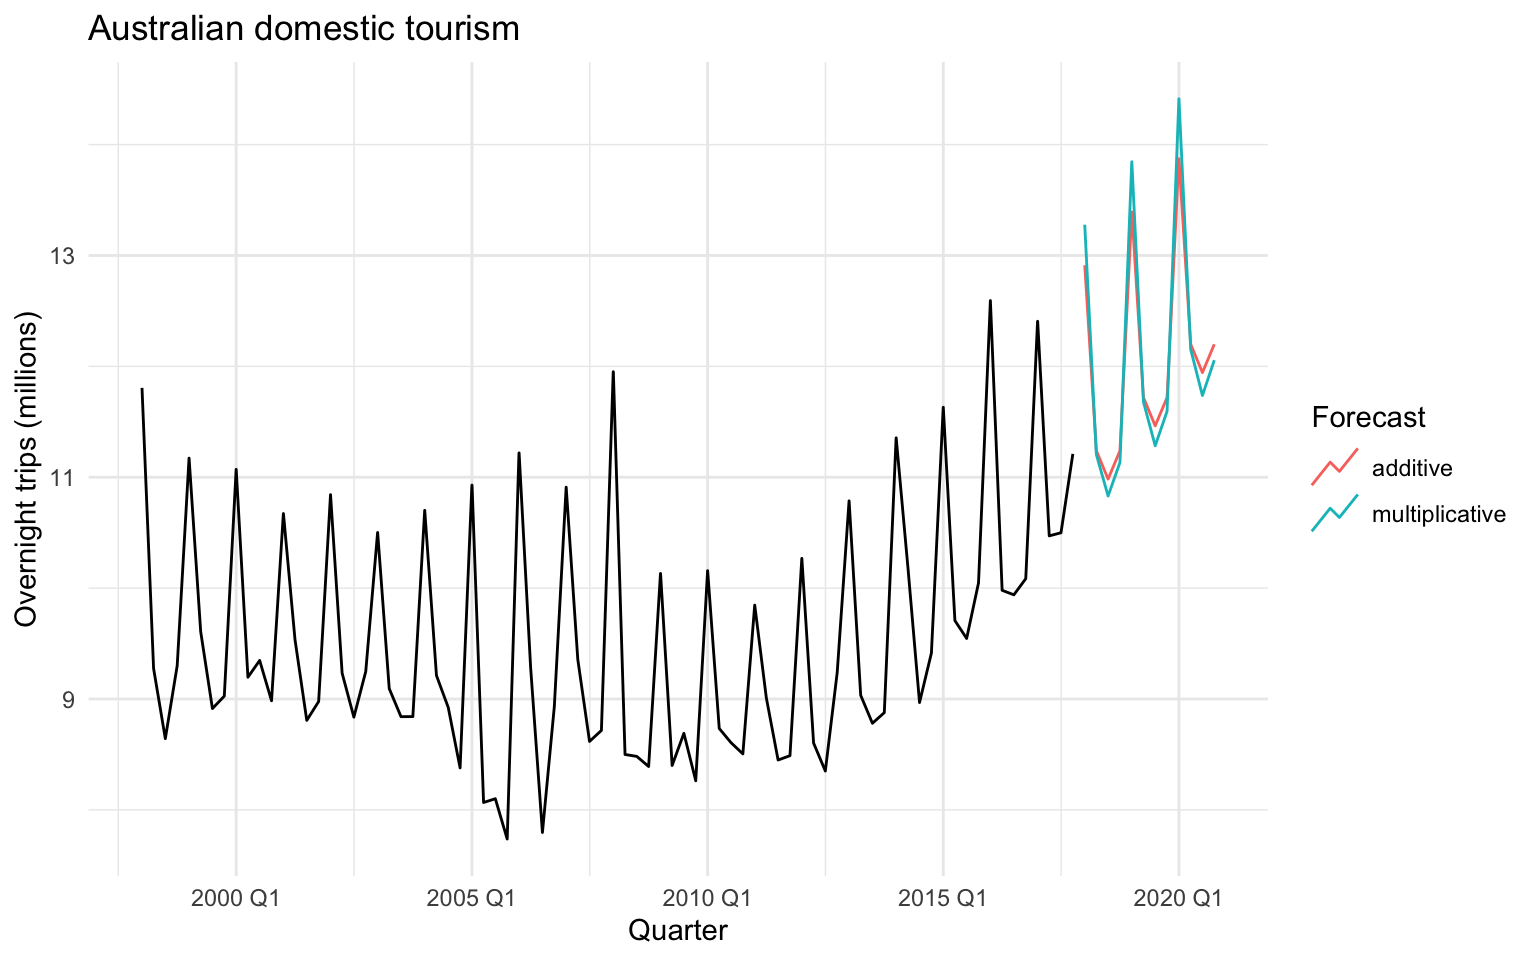 Australian domestic tourism
Overnight trips (millions)
13
11
9
2000 Q1
2005 Q1
2010 Q1
2015 Q1
2020 Q1
Quarter
Forecast
additive
multiplicative